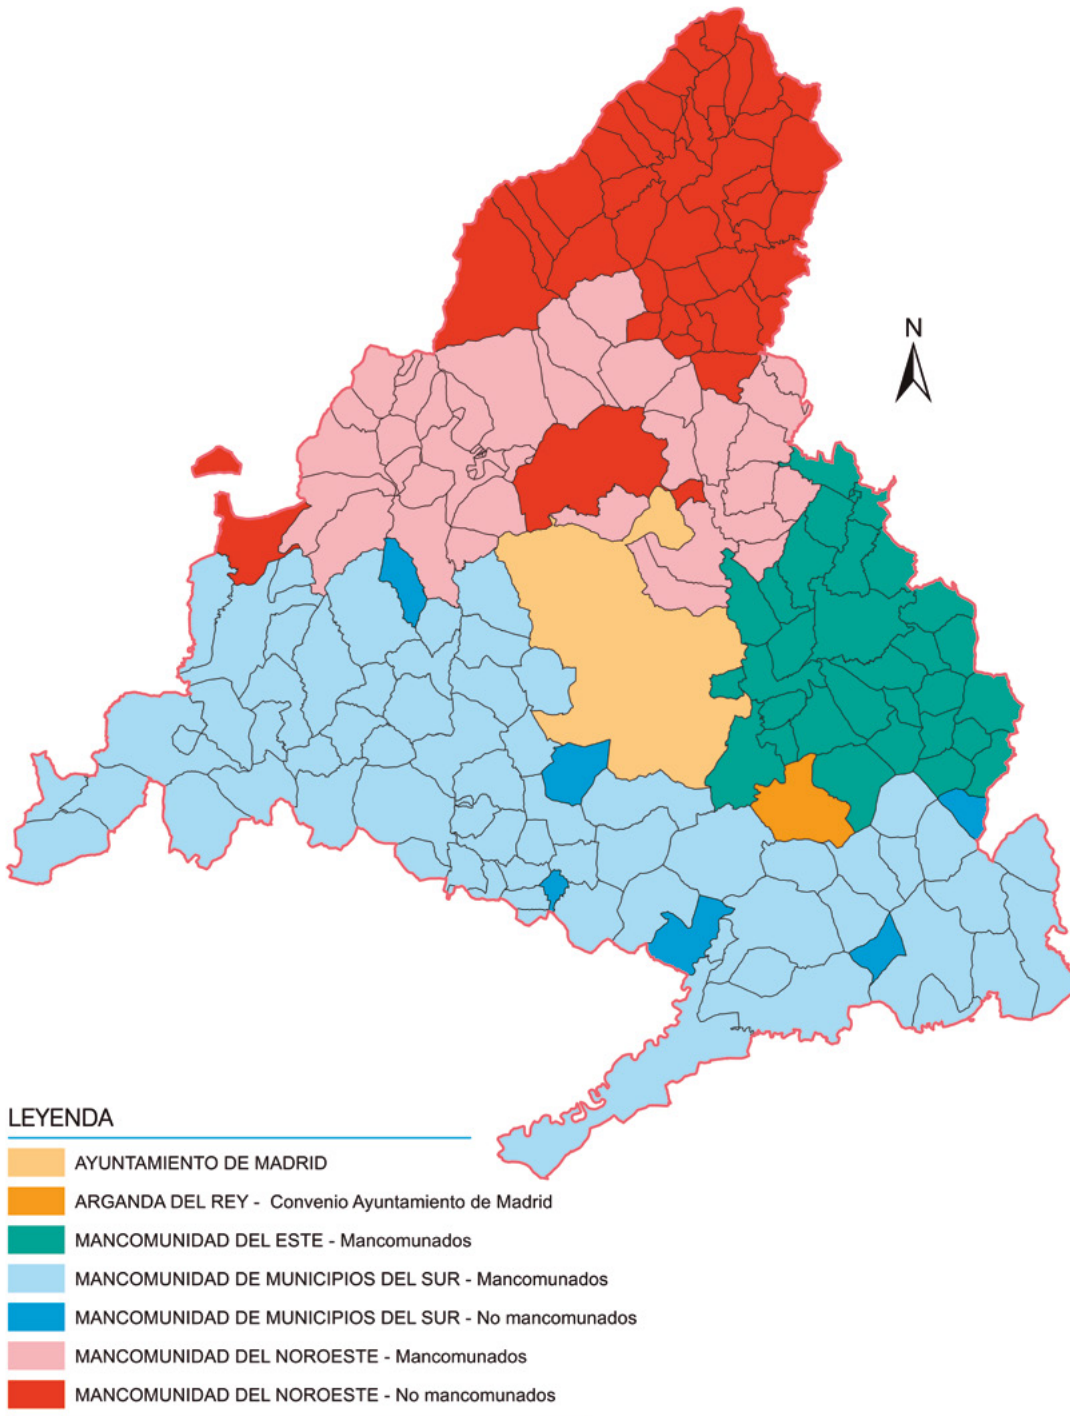 N
LEYENDA
AYUNTAMIENTO DE MADRID
ARGANDA DEL REY - Convenio Ayuntamiento de Madrid
MANCOMUNIDAD DEL ESTE - Mancomunados
MANCOMUNIDAD DE MUNICIPIOS DEL SUR - Mancomunados
MANCOMUNIDAD DE MUNICIPIOS DEL SUR - No mancomunados
MANCOMUNIDAD DEL NOROESTE - Mancomunados
MANCOMUNIDAD DEL NOROESTE - No mancomunados